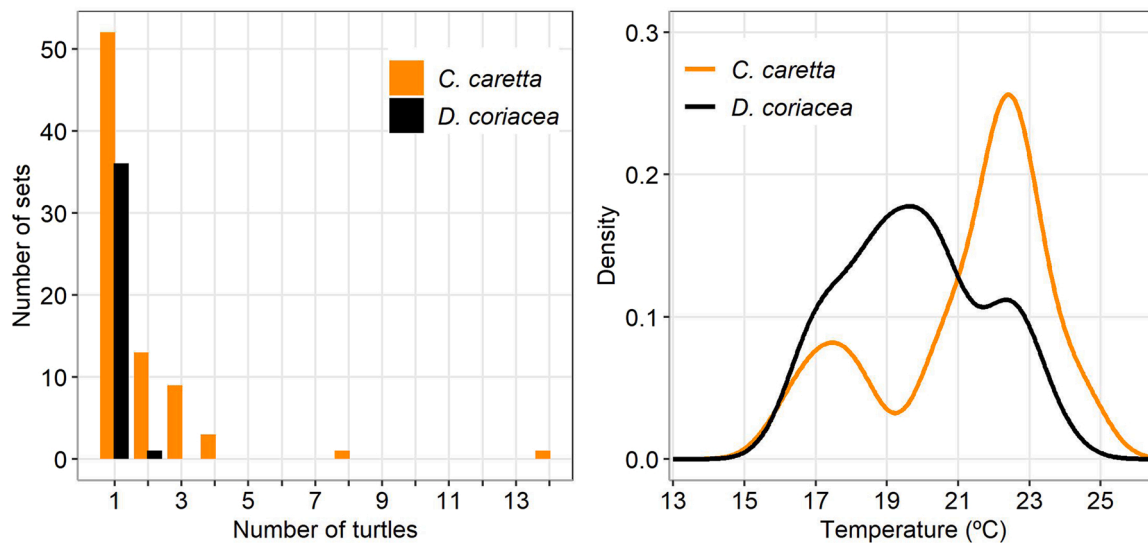 50
40
30
20
10
0
Number of sets
C. caretta
D. coriacea
1 3 5 7 9 11 13
Number of turtles
0.3
0.2
0.1
0.0
Density
C. caretta
D. coriacea
13 15 17 19 21 23 25
Temperature (ºC)